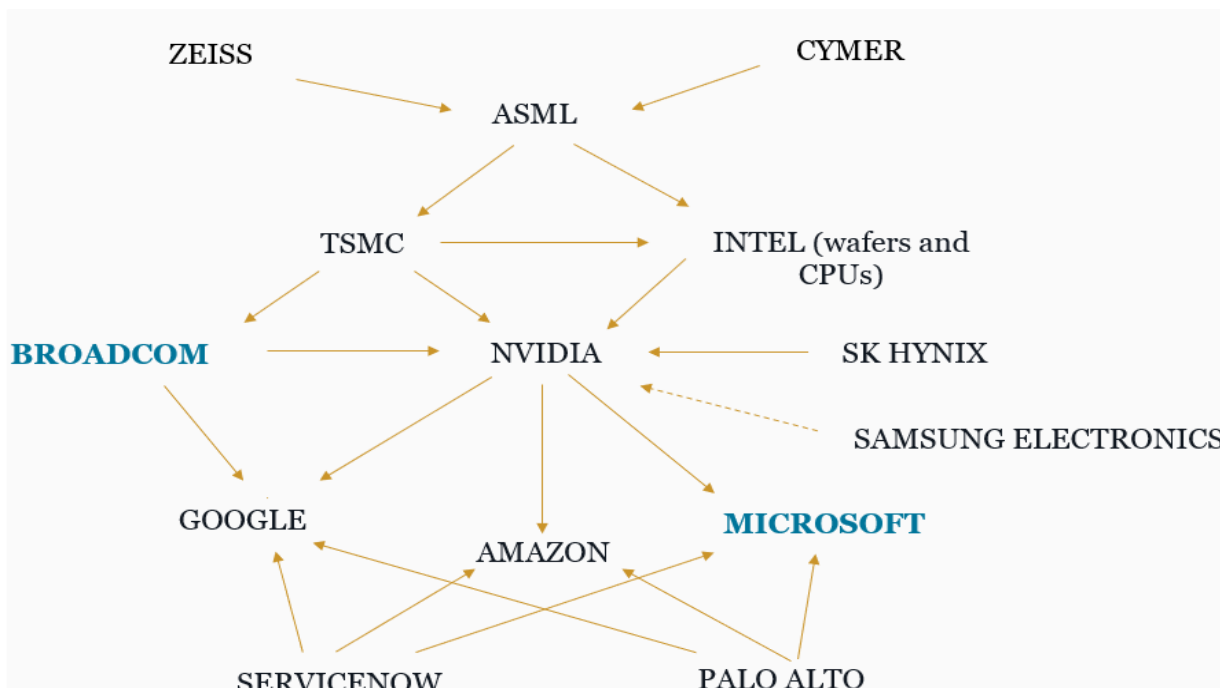 ZEISS
CYMER
ASML
TSMC
INTEL (wafers and
CPUs)
BROADCOM
NVIDIA
SK HYNIX
SAMSUNG ELECTRONICS
GOOGLE
MICROSOFT
AMAZON
SERVICENOW
PALO ALTO